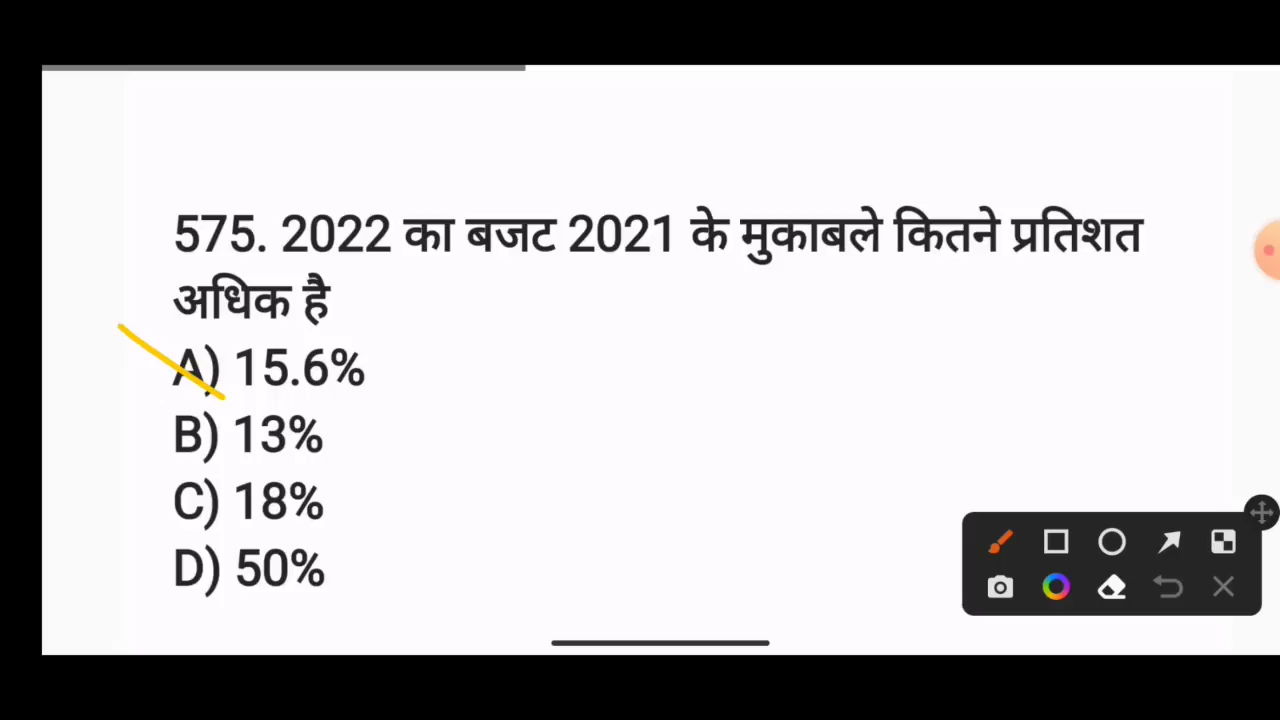 575. 2022 का बजट 2021 के मुकाबले कितने प्रतिशत
अधिक है
A) 15.6%
B) 13%
C) 18%
D) 50%